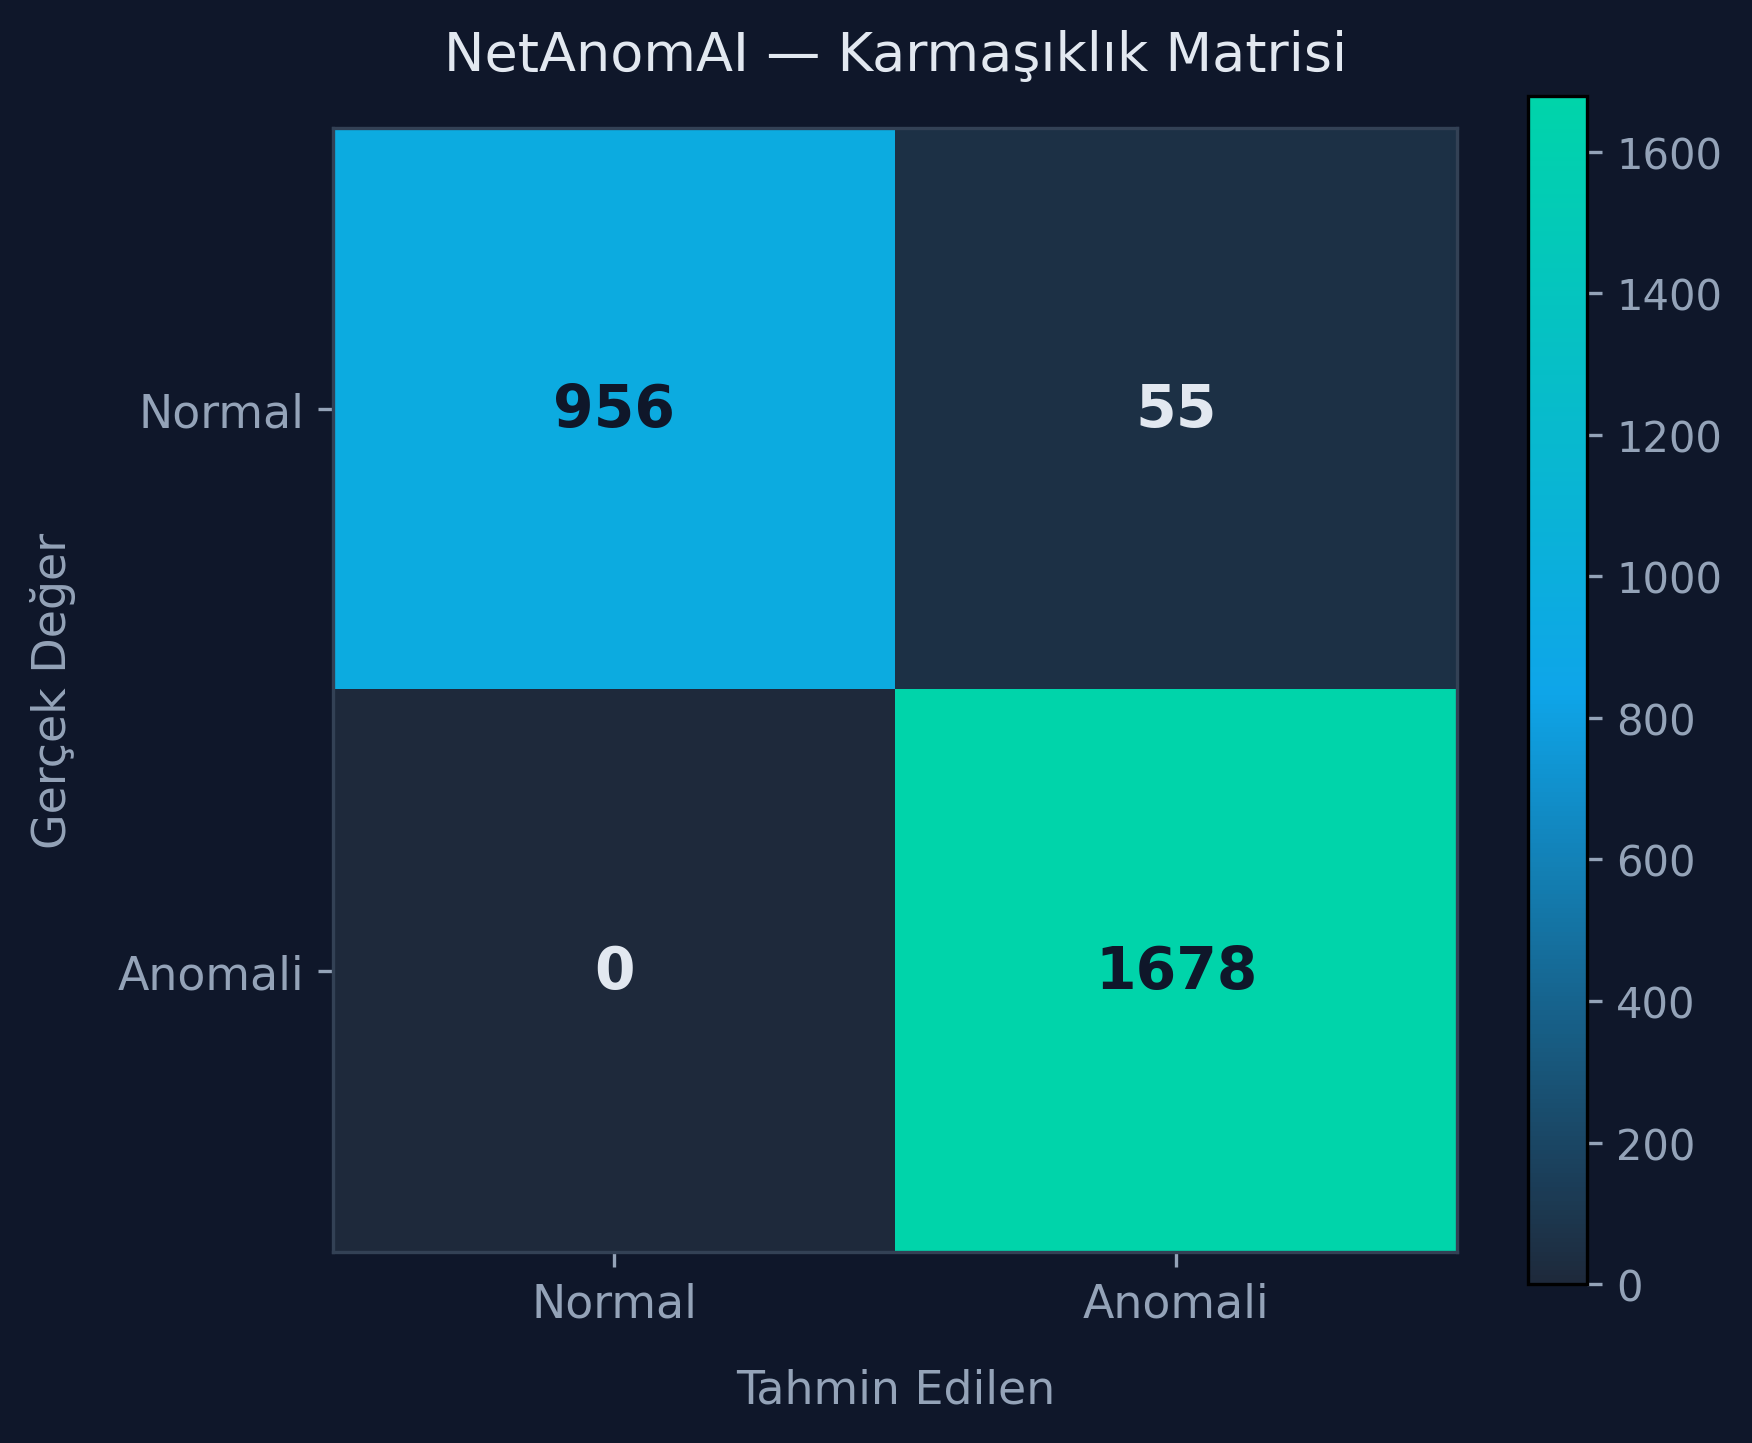 NetAnomAI — Karmaşıklık Matrisi
Gerçek Değer
Normal
Anomali
956
55
0
1678
Normal
Anomali
Tahmin Edilen
1600
1400
1200
1000
800
600
400
200
0